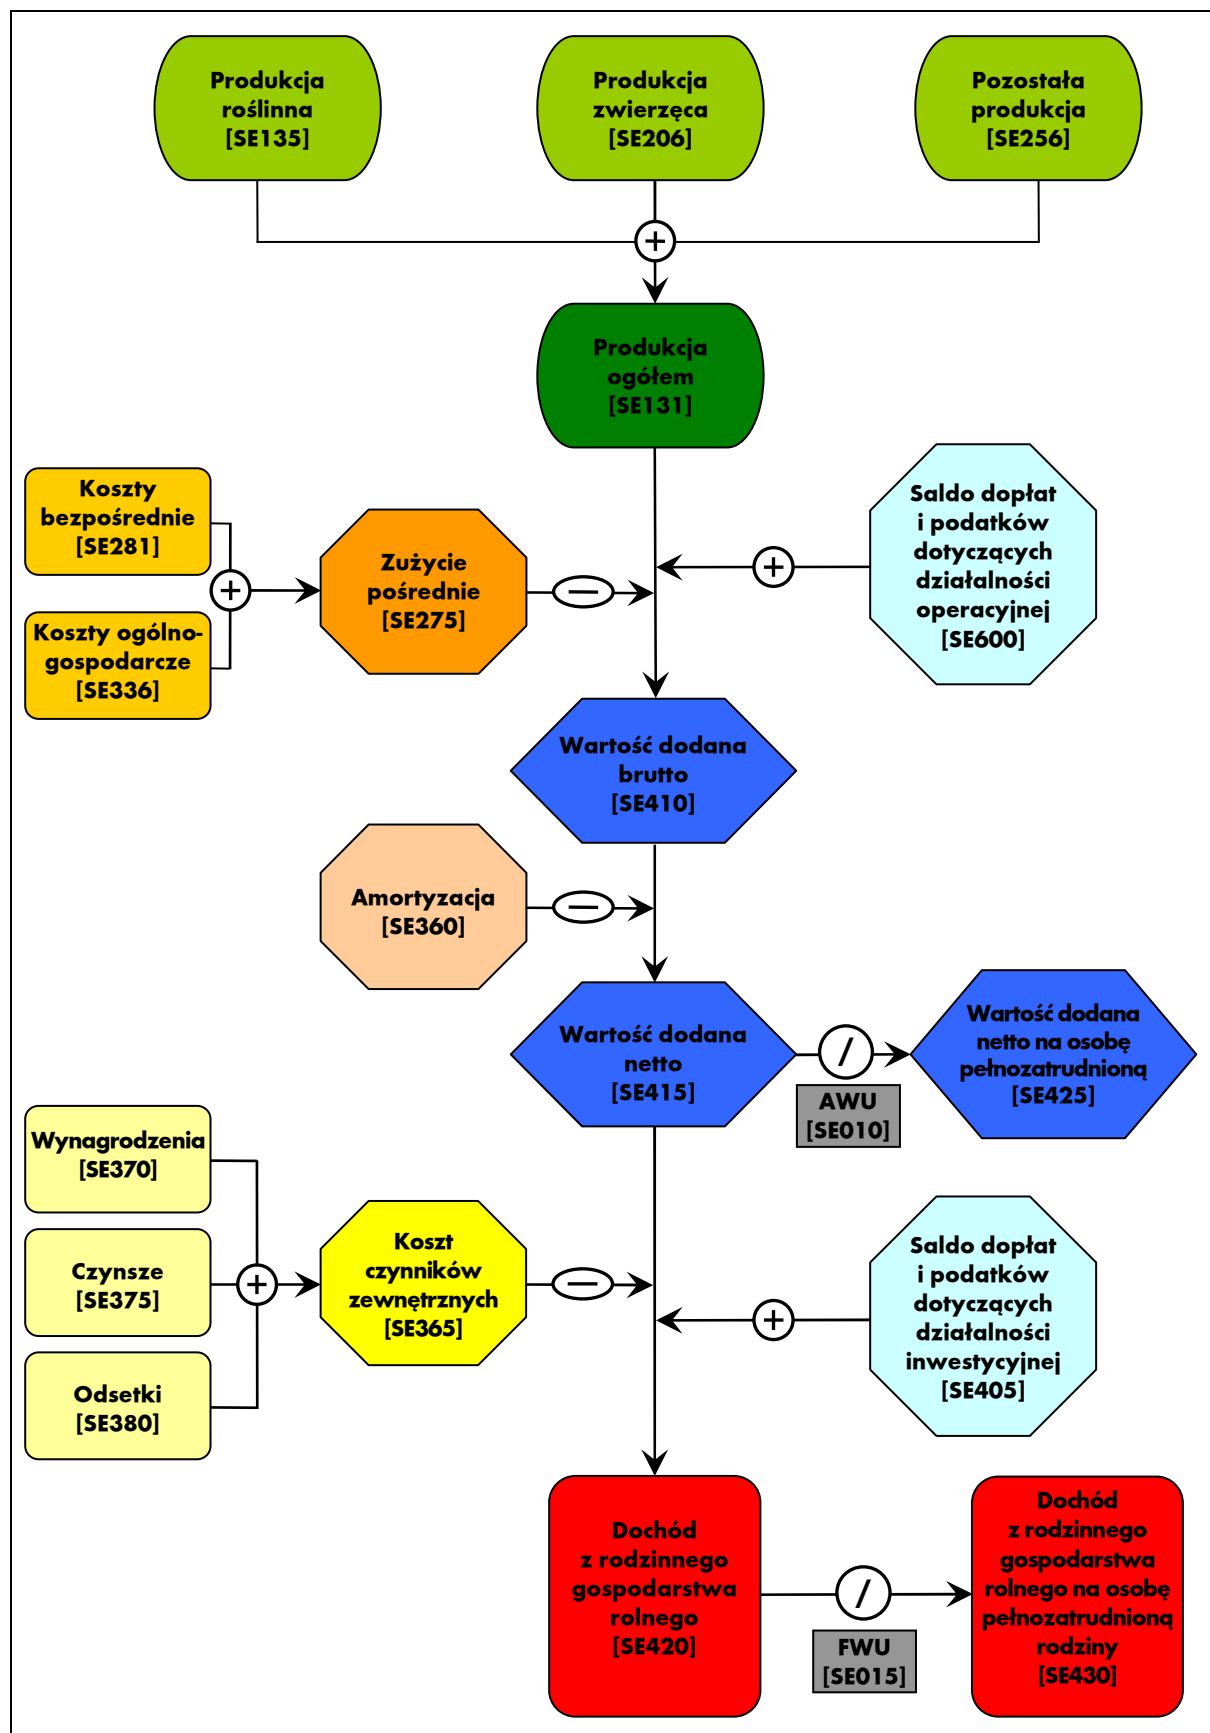 Produkcja
roślinna
[SE135]
Produkcja
zwierzęca
[SE206]
Pozostała
produkcja
[SE256]
+
Produkcja
ogółem
[SE131]
Koszty
bezpośrednie
[SE281]
Koszty ogólno-
gospodarcze
[SE336]
+
Zużycie
pośrednie
[SE275]
—
+
Saldo dopłat
i podatków
dotyczących
działalności
operacyjnej
[SE600]
Wartość dodana
brutto
[SE410]
Amortyzacja
[SE360]
—
Wartość dodana
netto
[SE415]
/
AWU
[SE010]
Wartość dodana
netto na osobę
pełnozatrudnioną
[SE425]
Wynagrodzenia
[SE370]
Czynsze
[SE375]
Odsetki
[SE380]
+
Koszt
czynników
zewnętrznych
[SE365]
—
+
Saldo dopłat
i podatków
dotyczących
działalności
inwestycyjnej
[SE405]
Dochód
z rodzinnego
gospodarstwa
rolnego
[SE420]
/
FWU
[SE015]
Dochód
z rodzinnego
gospodarstwa
rolnego na osobę
pełnozatrudnioną
rodziny
[SE430]